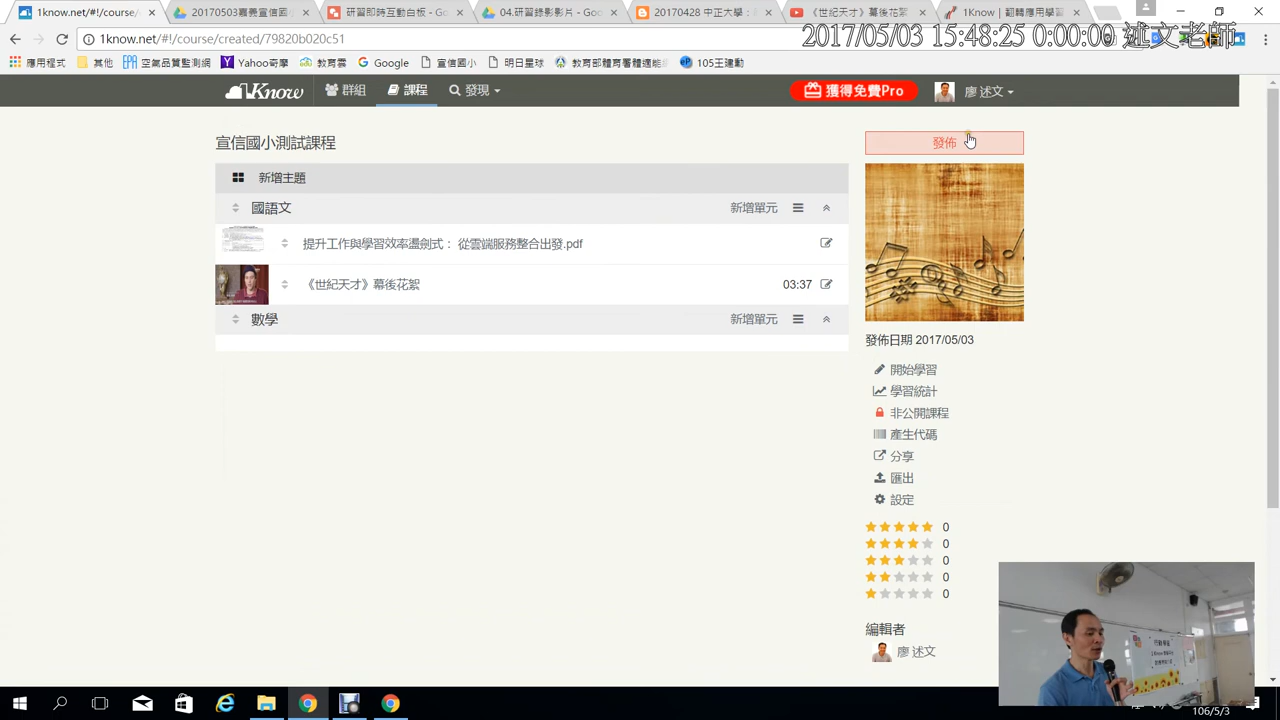 1know.net/#!/course/
20170503嘉義宣信國小
研習即時互動白板 - Go
04.研習錄影影片 - Goo
20170428 中正大學：
《世紀天才》幕後花絮
1know | 翻轉應用學習
1know.net/#!/course/created/79820b020c51
2017/05/03 15:48:25 0:00:00 述文老師
應用程式
其他
空氣品質監測網
Yahoo奇摩
教育雲
Google
宣信國小
明日星球
教育部體育署體適能
105王建勳
1Know
群組
課程
發現
獲得免費Pro
廖 述文
宣信國小測試課程
發佈
新增主題
國語文
新增單元
提升工作與學習效率新模式： 從雲端服務整合出發.pdf
《世紀天才》幕後花絮
03:37
數學
新增單元
發佈日期 2017/05/03
開始學習
學習統計
非公開課程
產生代碼
分享
匯出
設定
0
0
0
0
0
編輯者
廖 述文
行動學習
106/5/3